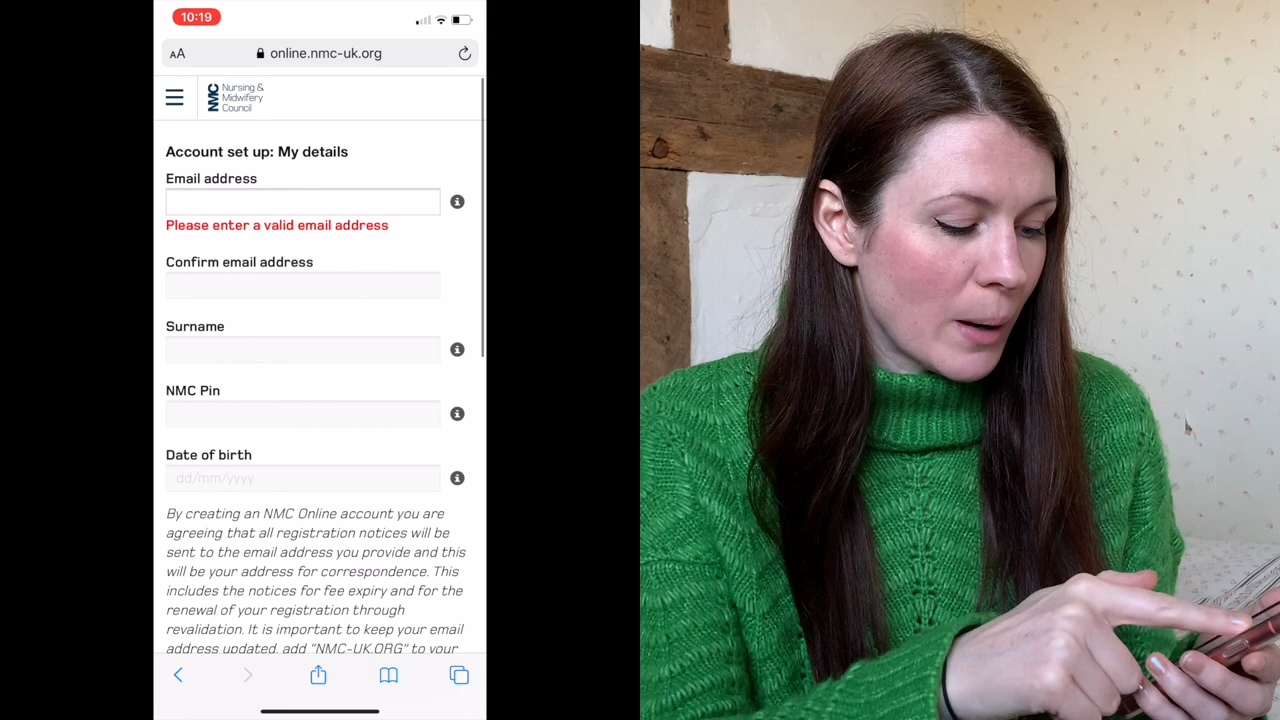 10:19
AA
online.nmc-uk.org
NMC
Nursing &
Midwifery
Council
Account set up: My details
Email address
Please enter a valid email address
Confirm email address
Surname
NMC Pin
Date of birth
dd/mm/yyyy
By creating an NMC Online account you are
agreeing that all registration notices will be
sent to the email address you provide and this
will be your address for correspondence. This
includes the notices for fee expiry and for the
renewal of your registration through
revalidation. It is important to keep your email
address updated, add "NMC-UK.ORG" to your